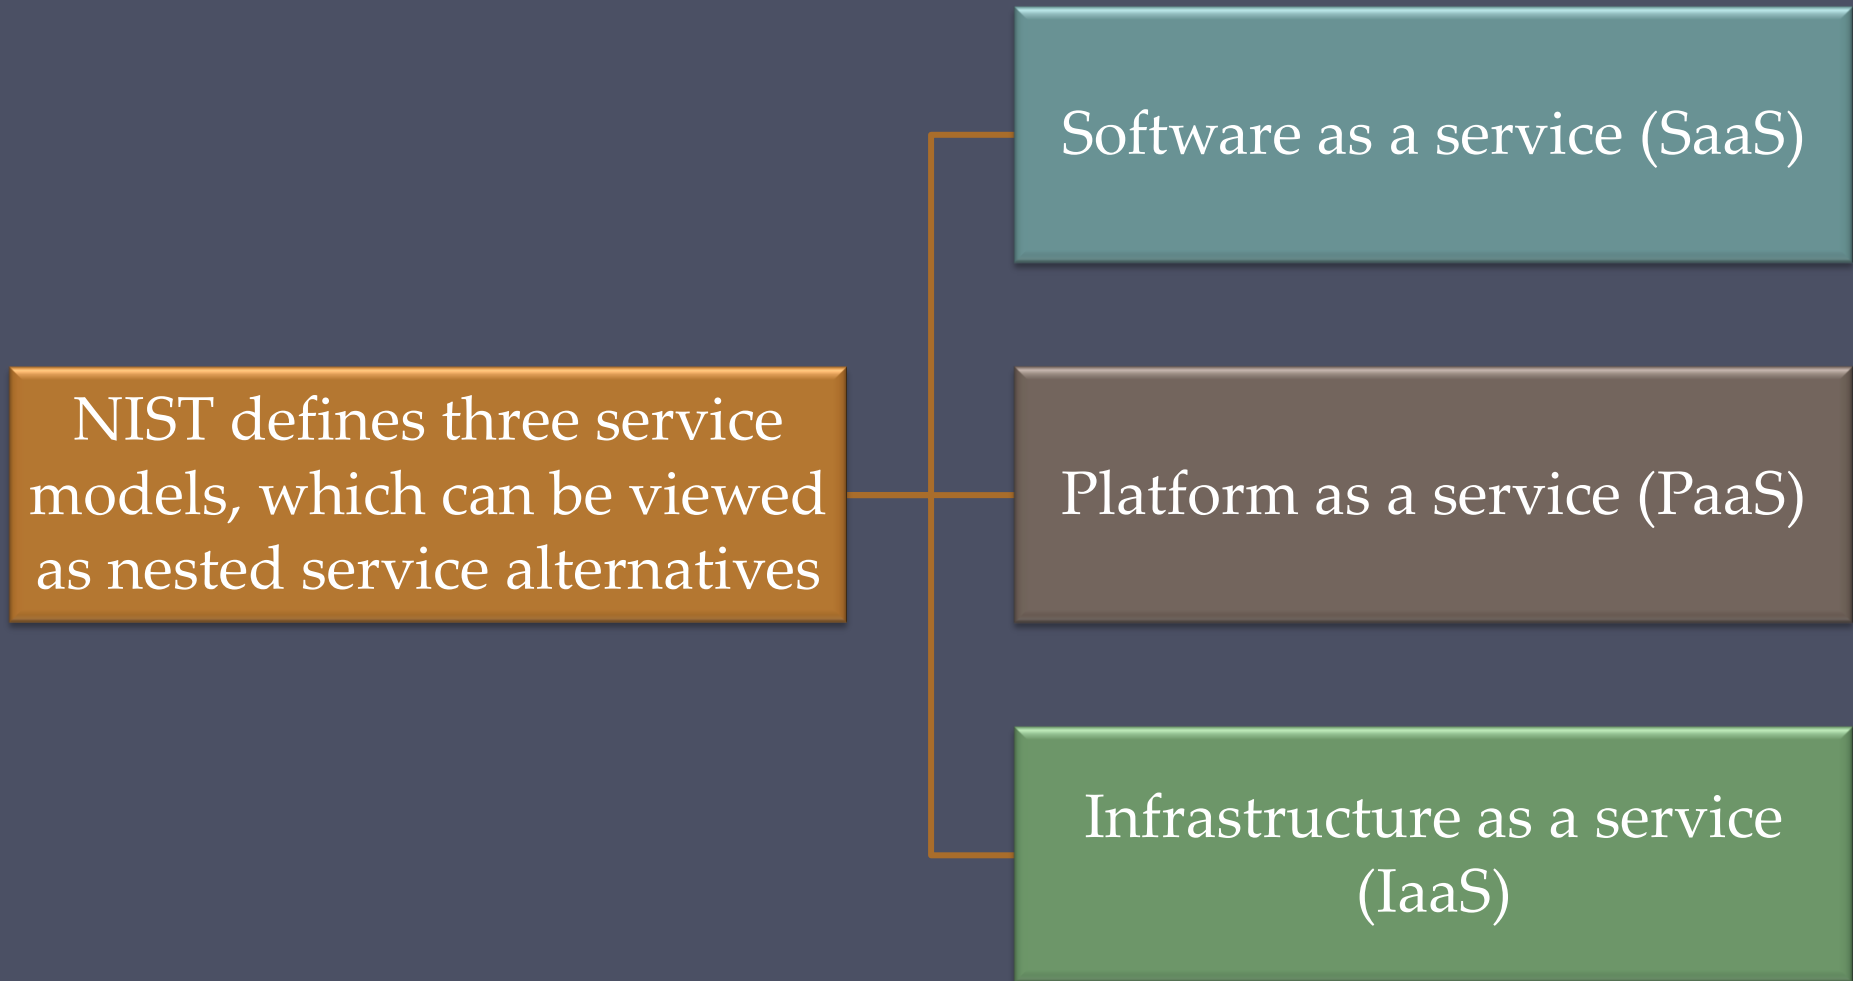 NIST defines three service
models, which can be viewed
as nested service alternatives
Software as a service (SaaS)
Platform as a service (PaaS)
Infrastructure as a service
(IaaS)